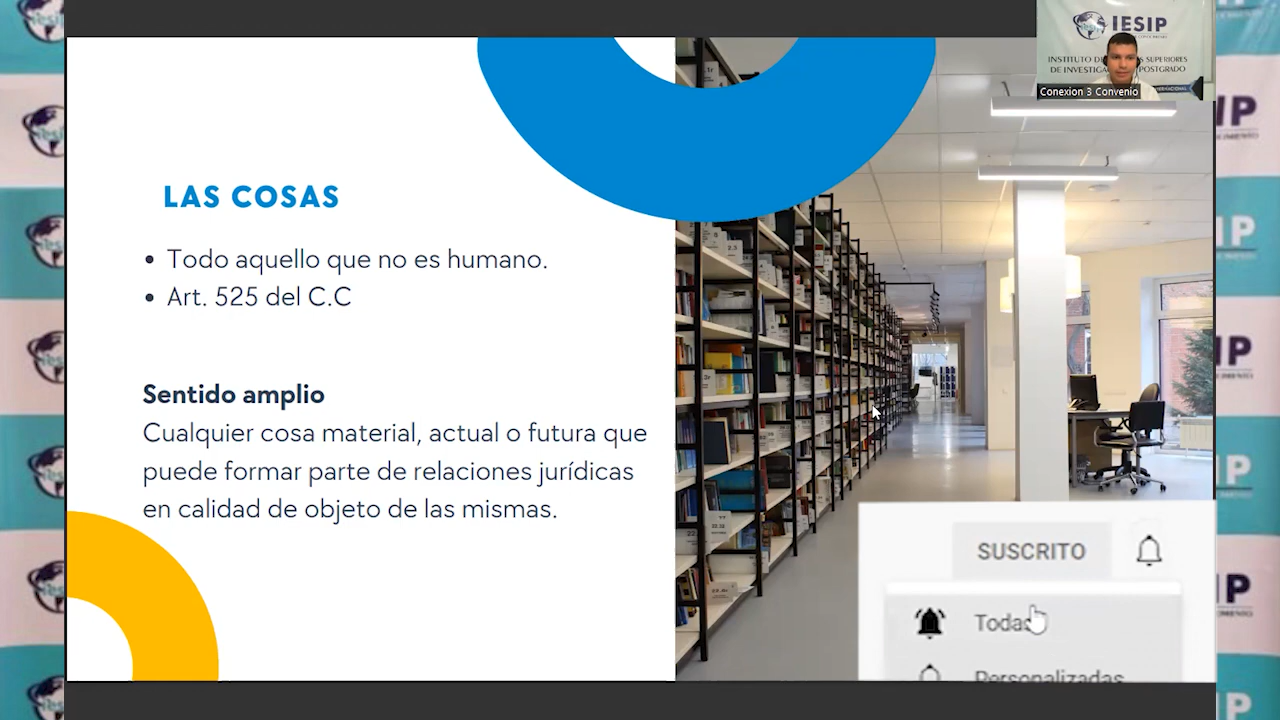 IESIP
Conexion 3 Convenio
LAS COSAS
Todo aquello que no es humano.
Art. 525 del C.C
Sentido amplio
Cualquier cosa material, actual o futura que
puede formar parte de relaciones jurídicas
en calidad de objeto de las mismas.
SUSCRITO
Todas
Personalizadas